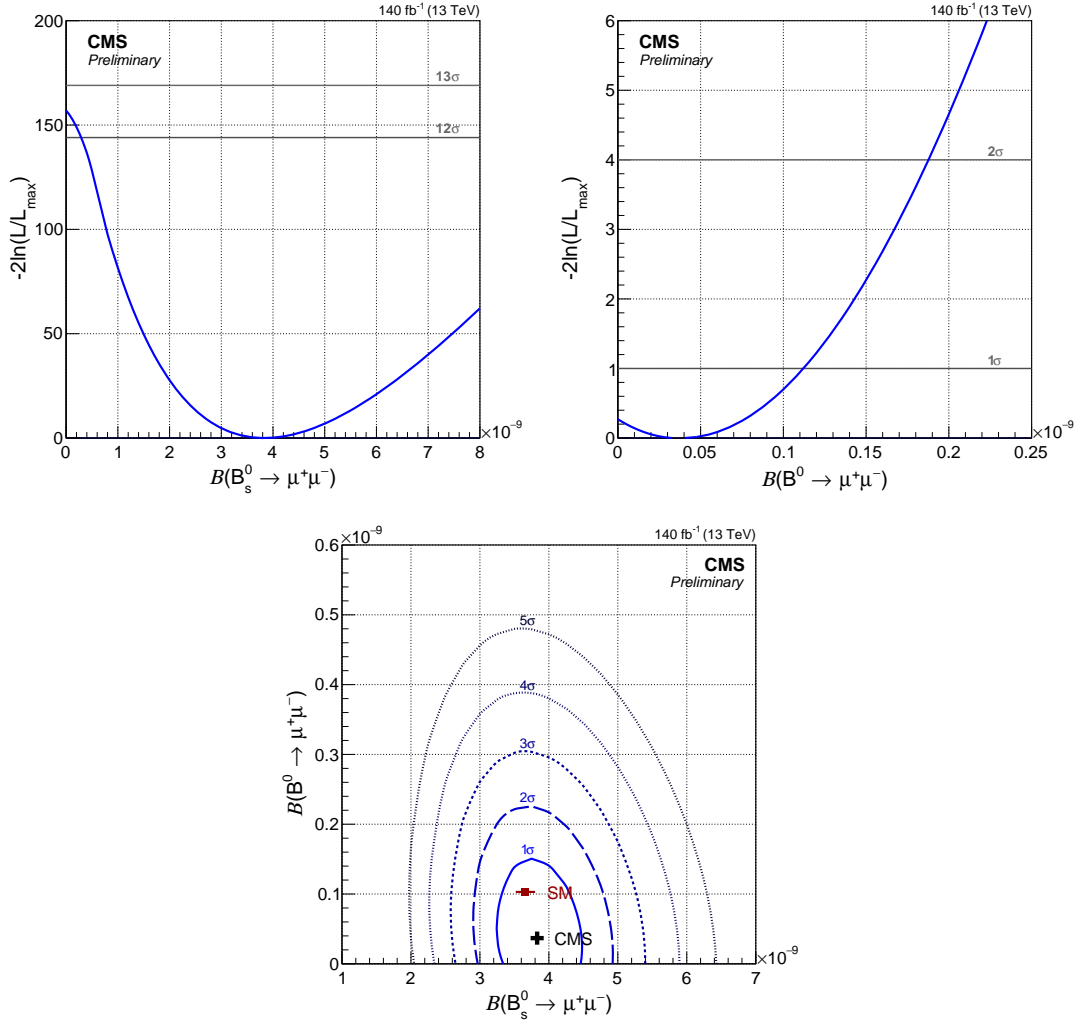 140 fb⁻¹ (13 TeV)
CMS
Preliminary
13σ
12σ
200
150
100
50
0
-2ln(L/L_max)
0 1 2 3 4 5 6 7 8
×10⁻⁹
B(B⁰ₛ → μ⁺μ⁻)
140 fb⁻¹ (13 TeV)
CMS
Preliminary
2σ
1σ
6
5
4
3
2
1
0
-2ln(L/L_max)
0 0.05 0.1 0.15 0.2 0.25
×10⁻⁹
B(B⁰ → μ⁺μ⁻)
×10⁻⁹
140 fb⁻¹ (13 TeV)
CMS
Preliminary
5σ
4σ
3σ
2σ
1σ
SM
CMS
0.6
0.5
0.4
0.3
0.2
0.1
0
B(B⁰ → μ⁺μ⁻)
1 2 3 4 5 6 7
×10⁻⁹
B(B⁰ₛ → μ⁺μ⁻)